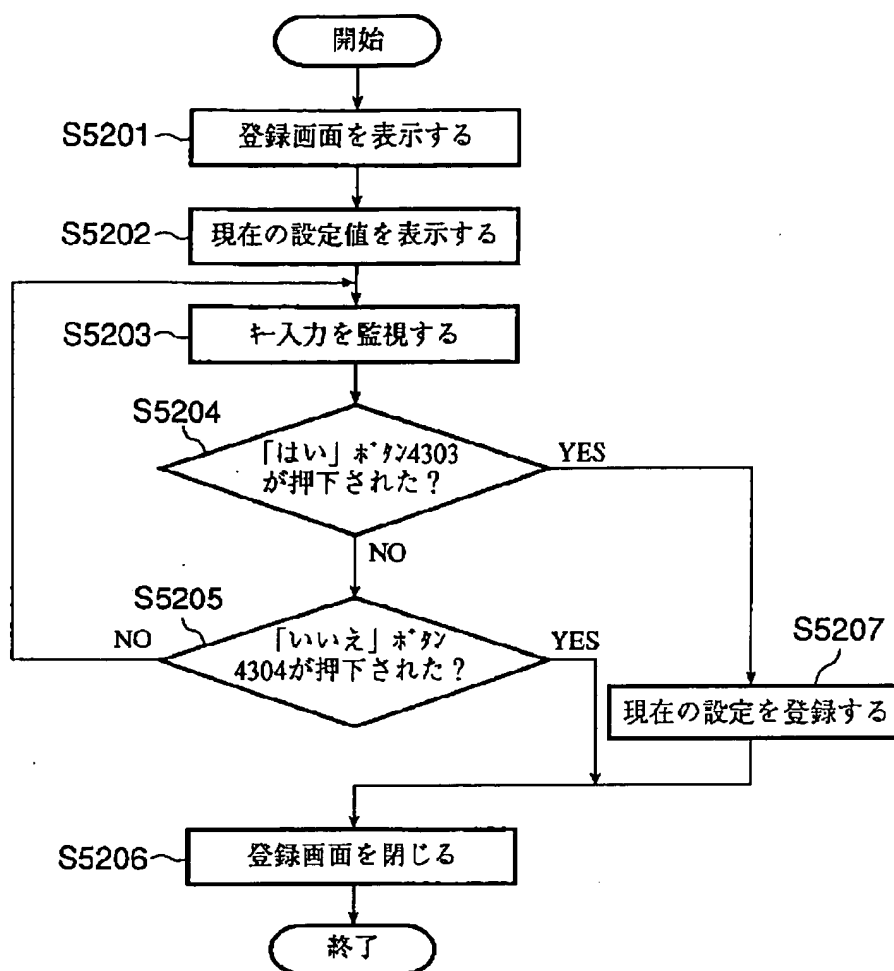 開始
S5201
登録画面を表示する
S5202
現在の設定値を表示する
S5203
キー入力を監視する
S5204
「はい」ボタン4303
が押下された?
YES
NO
S5205
NO
「いいえ」ボタン
4304が押下された?
YES
S5207
現在の設定を登録する
S5206
登録画面を閉じる
終了